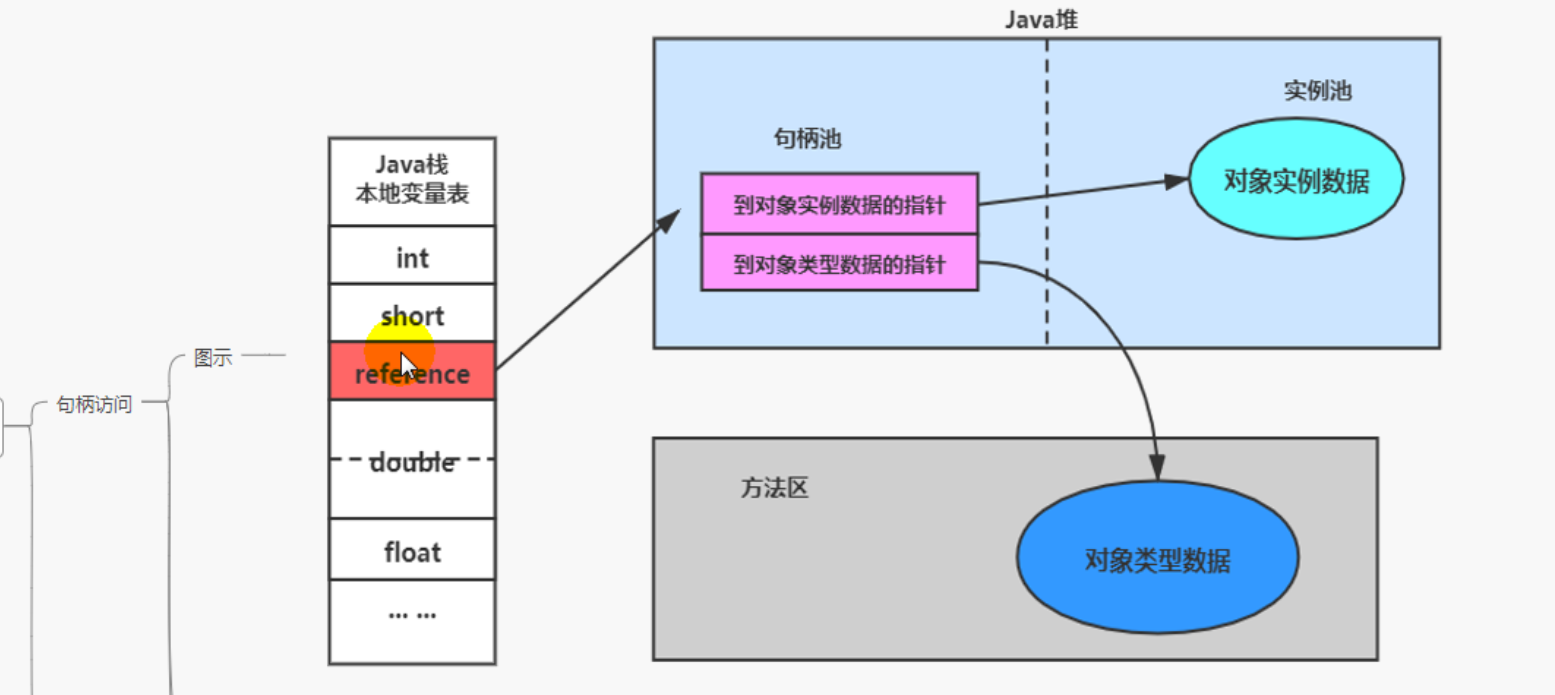 Java堆
实例池
句柄池
Java栈
本地变量表
对象实例数据
到对象实例数据的指针
int
到对象类型数据的指针
short
图示
reference
句柄访问
double
方法区
float
对象类型数据
... ...